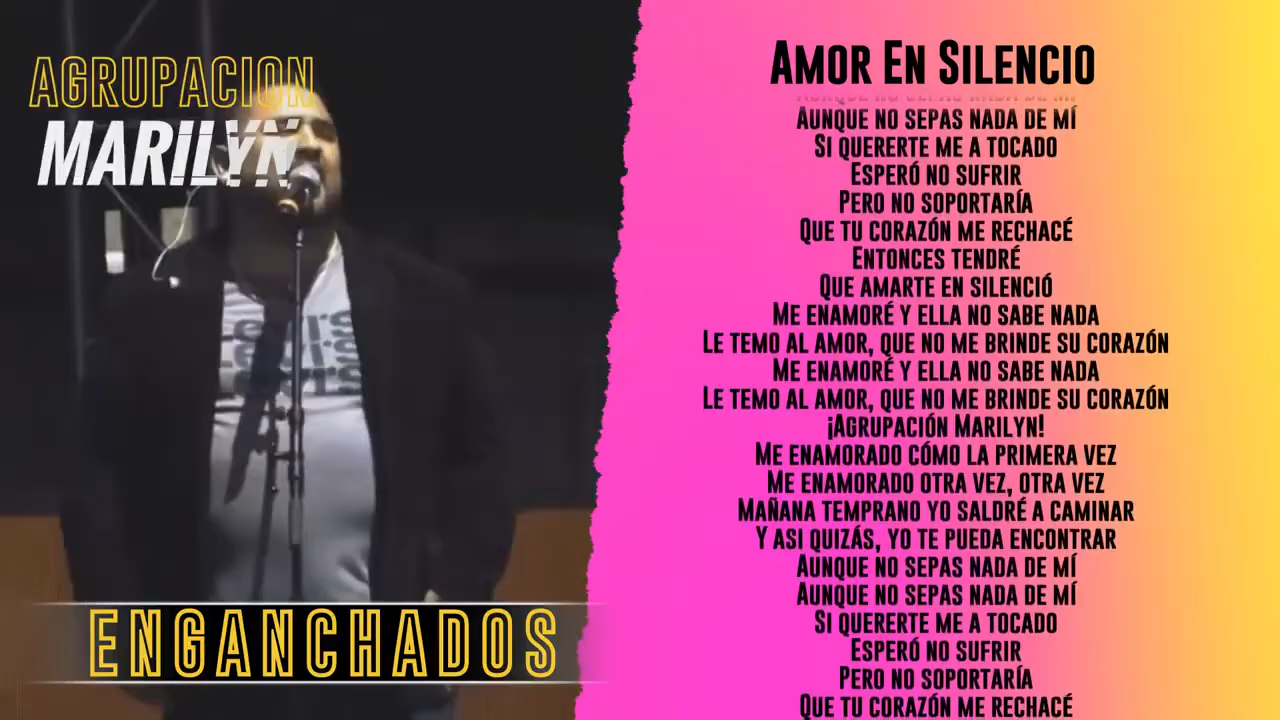 AGRUPACION
MARILYN
Levi's
Levi's
Levi's
ENGANCHADOS
AMOR EN SILENCIO
AUNQUE NO SEPAS NADA DE MÍ
SI QUERERTE ME A TOCADO
ESPERÓ NO SUFRIR
PERO NO SOPORTARÍA
QUE TU CORAZÓN ME RECHACÉ
ENTONCES TENDRÉ
QUE AMARTE EN SILENCIÓ
ME ENAMORÉ Y ELLA NO SABE NADA
LE TEMO AL AMOR, QUE NO ME BRINDE SU CORAZÓN
ME ENAMORÉ Y ELLA NO SABE NADA
LE TEMO AL AMOR, QUE NO ME BRINDE SU CORAZÓN
¡AGRUPACIÓN MARILYN!
ME ENAMORADO CÓMO LA PRIMERA VEZ
ME ENAMORADO OTRA VEZ, OTRA VEZ
MAÑANA TEMPRANO YO SALDRÉ A CAMINAR
Y ASI QUIZÁS, YO TE PUEDA ENCONTRAR
AUNQUE NO SEPAS NADA DE MÍ
AUNQUE NO SEPAS NADA DE MÍ
SI QUERERTE ME A TOCADO
ESPERÓ NO SUFRIR
PERO NO SOPORTARÍA
QUE TU CORAZÓN ME RECHACÉ